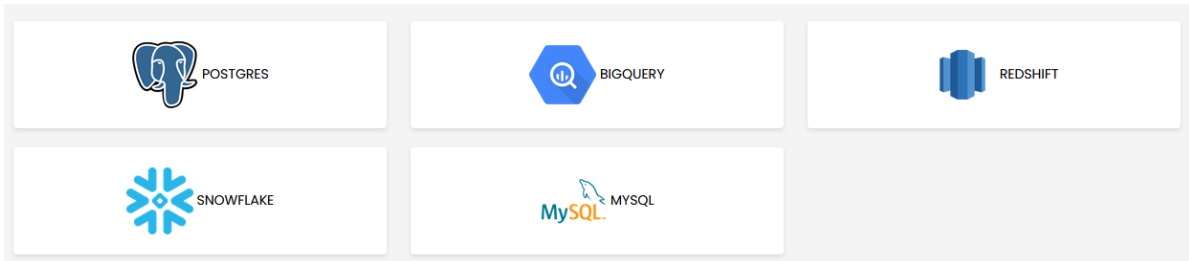 POSTGRES
BIGQUERY
REDSHIFT
SNOWFLAKE
MySQL
MYSQL